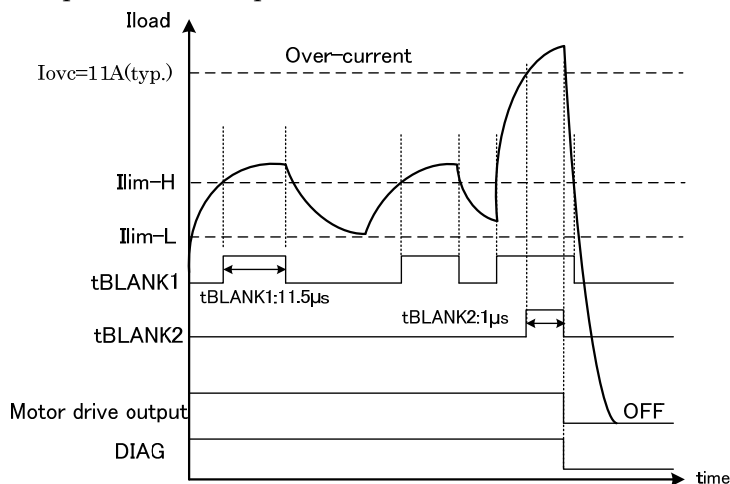 Iload
Over-current
Iovc=11A(typ.)
Ilim-H
Ilim-L
tBLANK1
tBLANK1:11.5µs
tBLANK2:1µs
tBLANK2
Motor drive output
OFF
DIAG
time